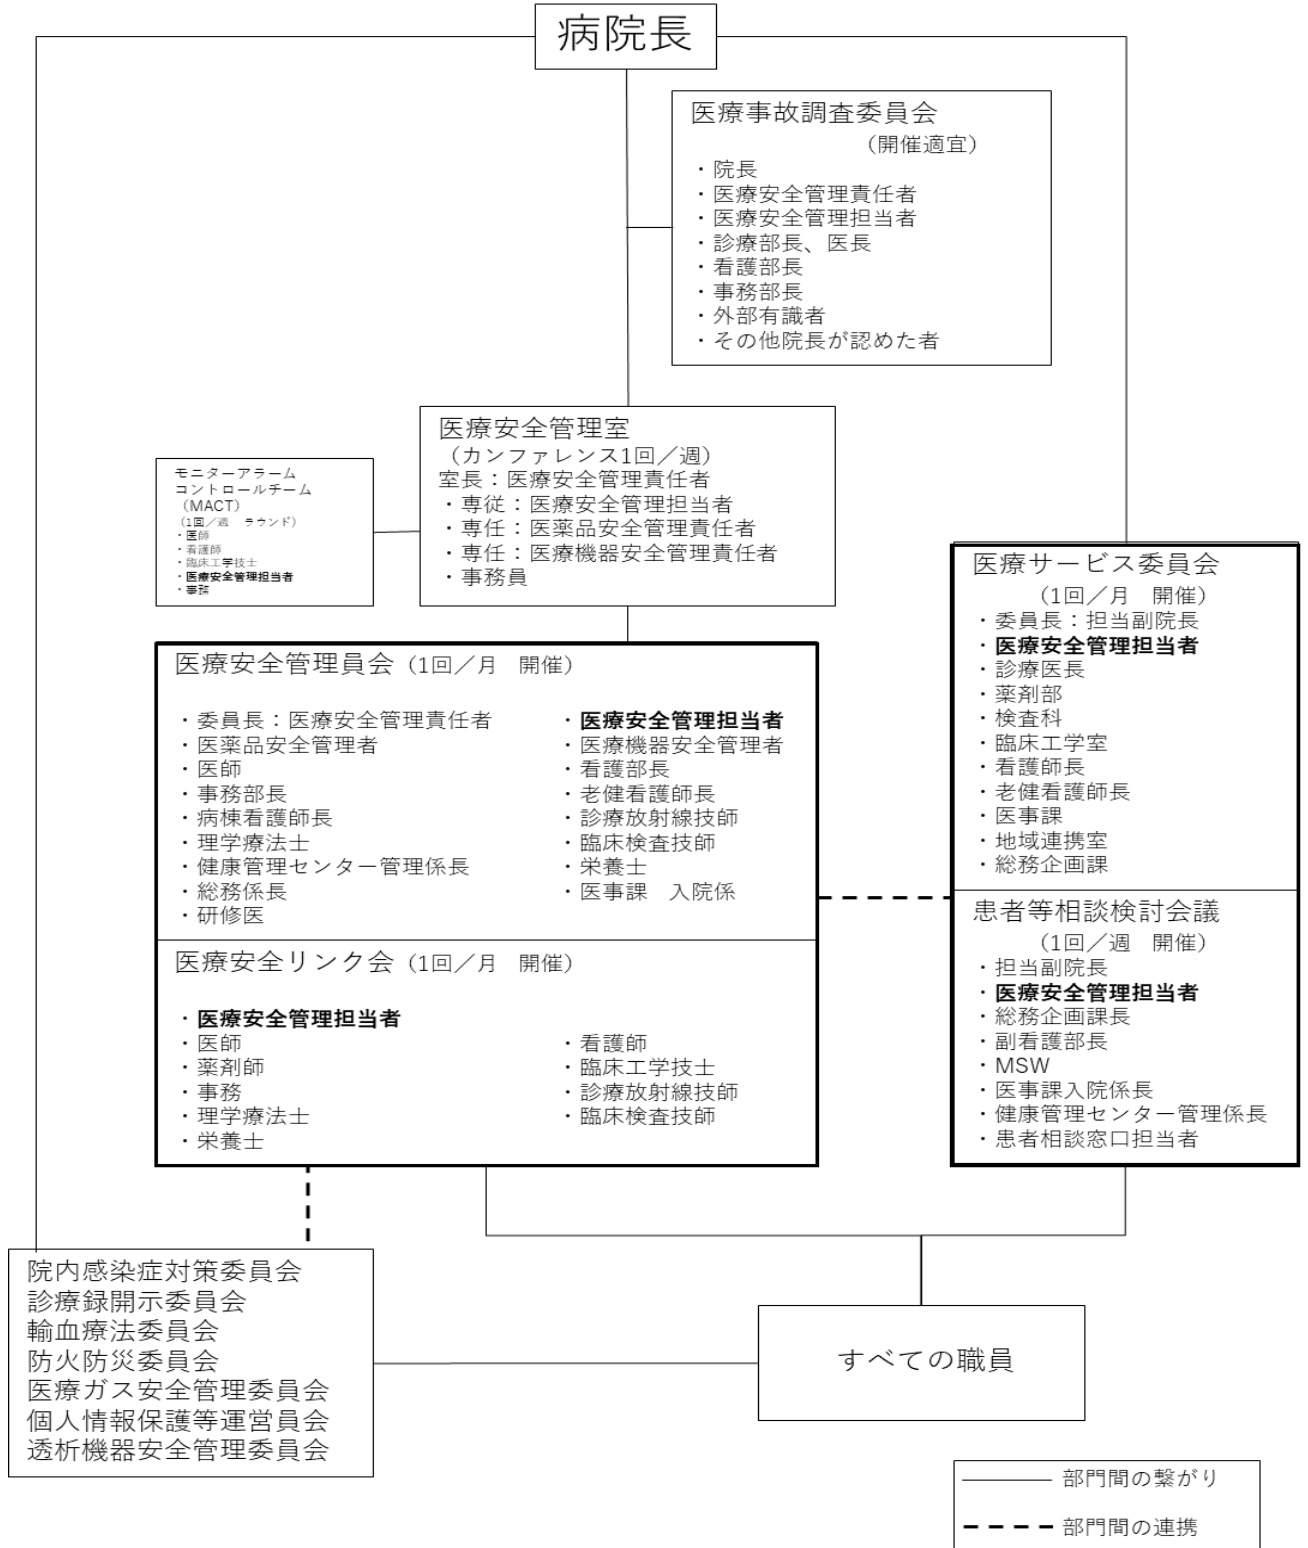 病院長
医療事故調査委員会
(開催適宜)
・院長
・医療安全管理責任者
・医療安全管理担当者
・診療部長、医長
・看護部長
・事務部長
・外部有識者
・その他院長が認めた者
医療安全管理室
(カンファレンス1回／週)
室長：医療安全管理責任者
・専従：医療安全管理担当者
・専任：医薬品安全管理責任者
・専任：医療機器安全管理責任者
・事務員
モニターアラーム
コントロールチーム
(MACT)
(1回／週　ラウンド)
・医師
・看護師
・臨床工学技士
・医療安全管理担当者
・事務
医療安全管理員会 (1回／月　開催)
・委員長：医療安全管理責任者
・医薬品安全管理者
・医師
・事務部長
・病棟看護師長
・理学療法士
・健康管理センター管理係長
・総務係長
・研修医
・医療安全管理担当者
・医療機器安全管理者
・看護部長
・老健看護師長
・診療放射線技師
・臨床検査技師
・栄養士
・医事課　入院係
医療安全リンク会 (1回／月　開催)
・医療安全管理担当者
・医師
・薬剤師
・事務
・理学療法士
・栄養士
・看護師
・臨床工学技士
・診療放射線技師
・臨床検査技師
医療サービス委員会
(1回／月　開催)
・委員長：担当副院長
・医療安全管理担当者
・診療医長
・薬剤部
・検査科
・臨床工学室
・看護師長
・老健看護師長
・医事課
・地域連携室
・総務企画課
患者等相談検討会議
(1回／週　開催)
・担当副院長
・医療安全管理担当者
・総務企画課長
・副看護部長
・MSW
・医事課入院係長
・健康管理センター管理係長
・患者相談窓口担当者
院内感染症対策委員会
診療録開示委員会
輸血療法委員会
防火防災委員会
医療ガス安全管理委員会
個人情報保護等運営員会
透析機器安全管理委員会
すべての職員
部門間の繋がり
部門間の連携